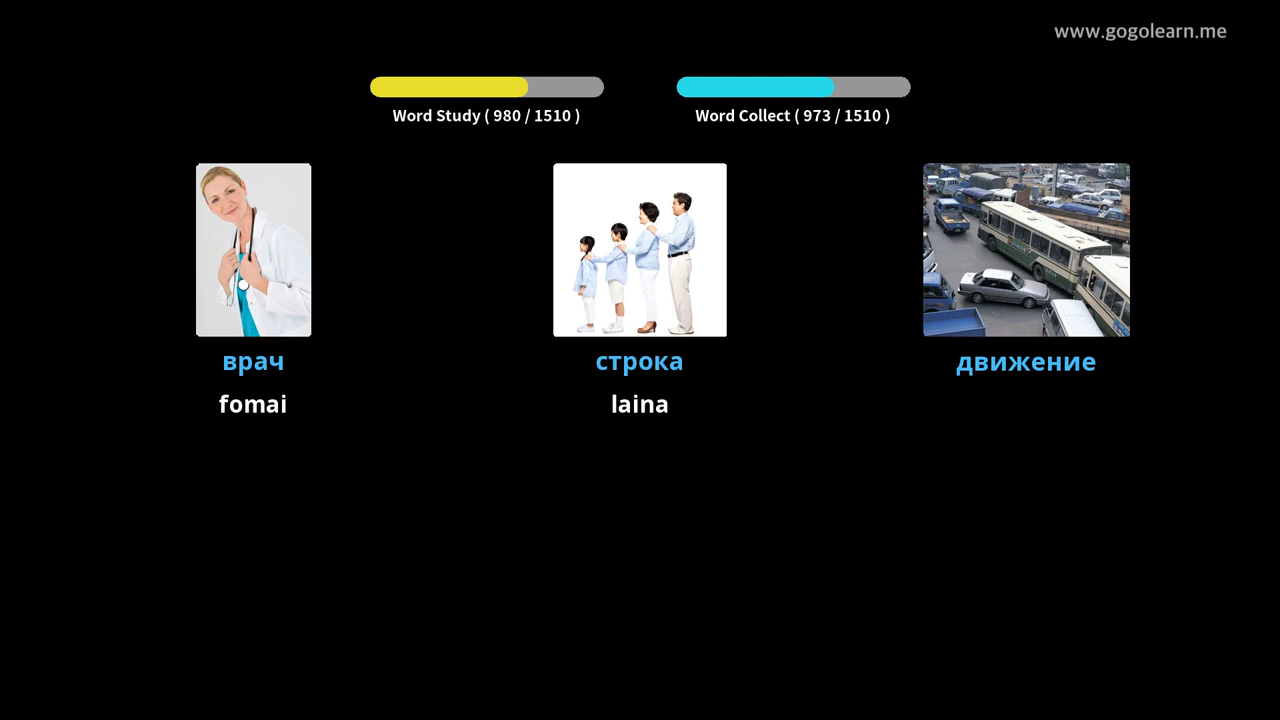 www.gogolearn.me
Word Study ( 980 / 1510 )
Word Collect ( 973 / 1510 )
врач
строка
движение
fomai
laina